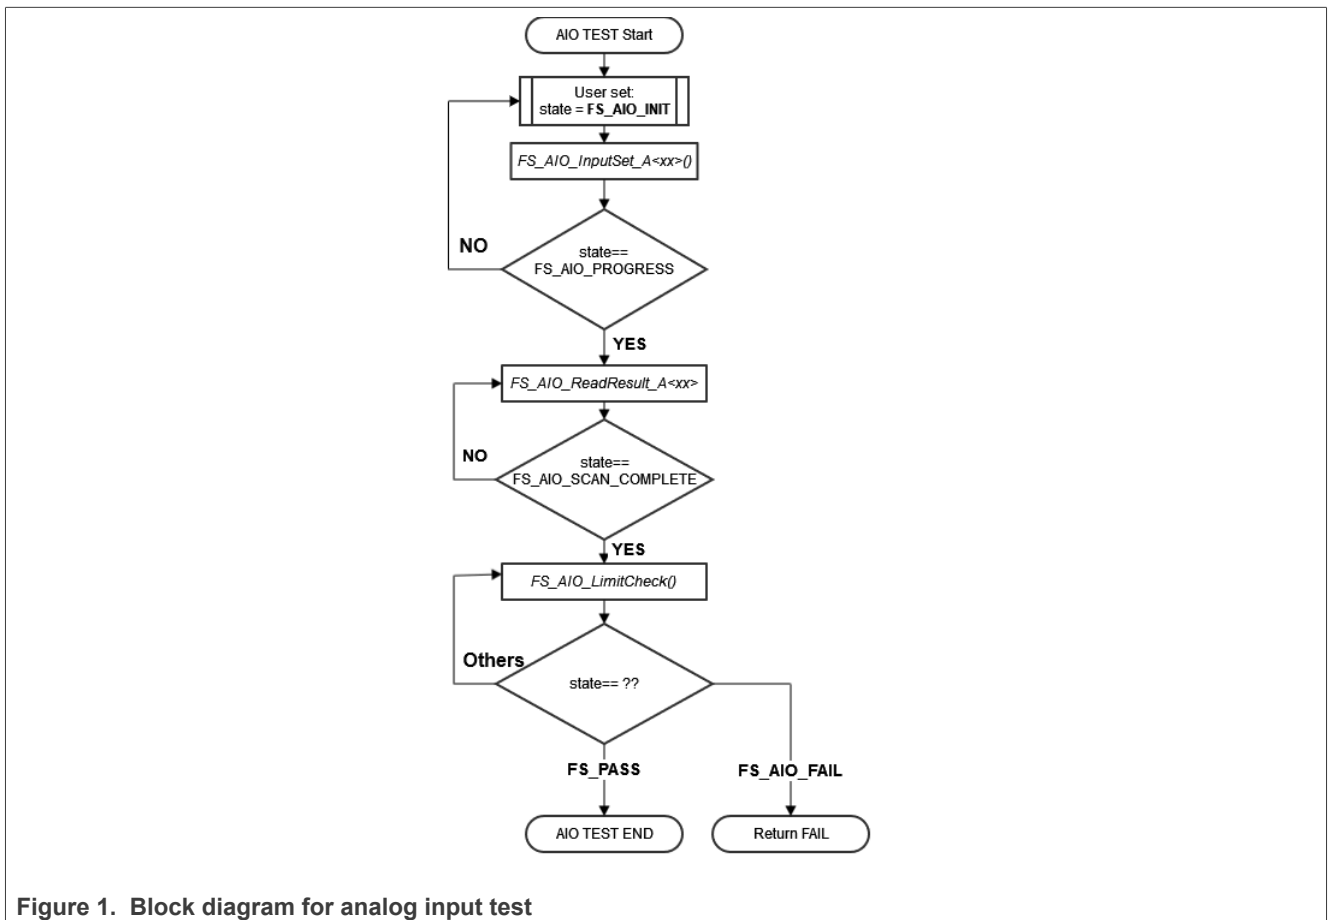 AIO TEST Start
User set:
state = FS_AIO_INIT
FS_AIO_InputSet_A<xx>()
NO
state==
FS_AIO_PROGRESS
YES
FS_AIO_ReadResult_A<xx>
NO
state==
FS_AIO_SCAN_COMPLETE
YES
FS_AIO_LimitCheck()
Others
state== ??
FS_PASS
FS_AIO_FAIL
AIO TEST END
Return FAIL
Figure 1. Block diagram for analog input test